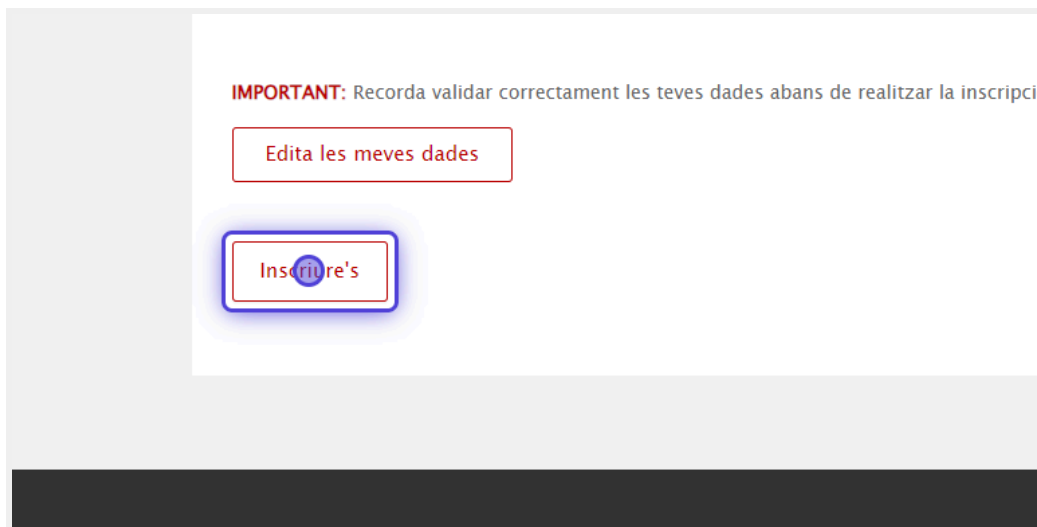 IMPORTANT: Recorda validar correctament les teves dades abans de realitzar la inscripci
Edita les meves dades
Inscriure's